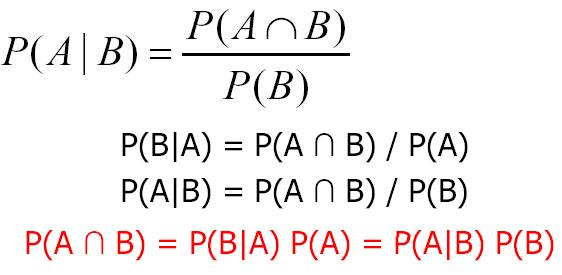 P(A | B) = P(A ∩ B) / P(B)
P(B|A) = P(A ∩ B) / P(A)
P(A|B) = P(A ∩ B) / P(B)
P(A ∩ B) = P(B|A) P(A) = P(A|B) P(B)